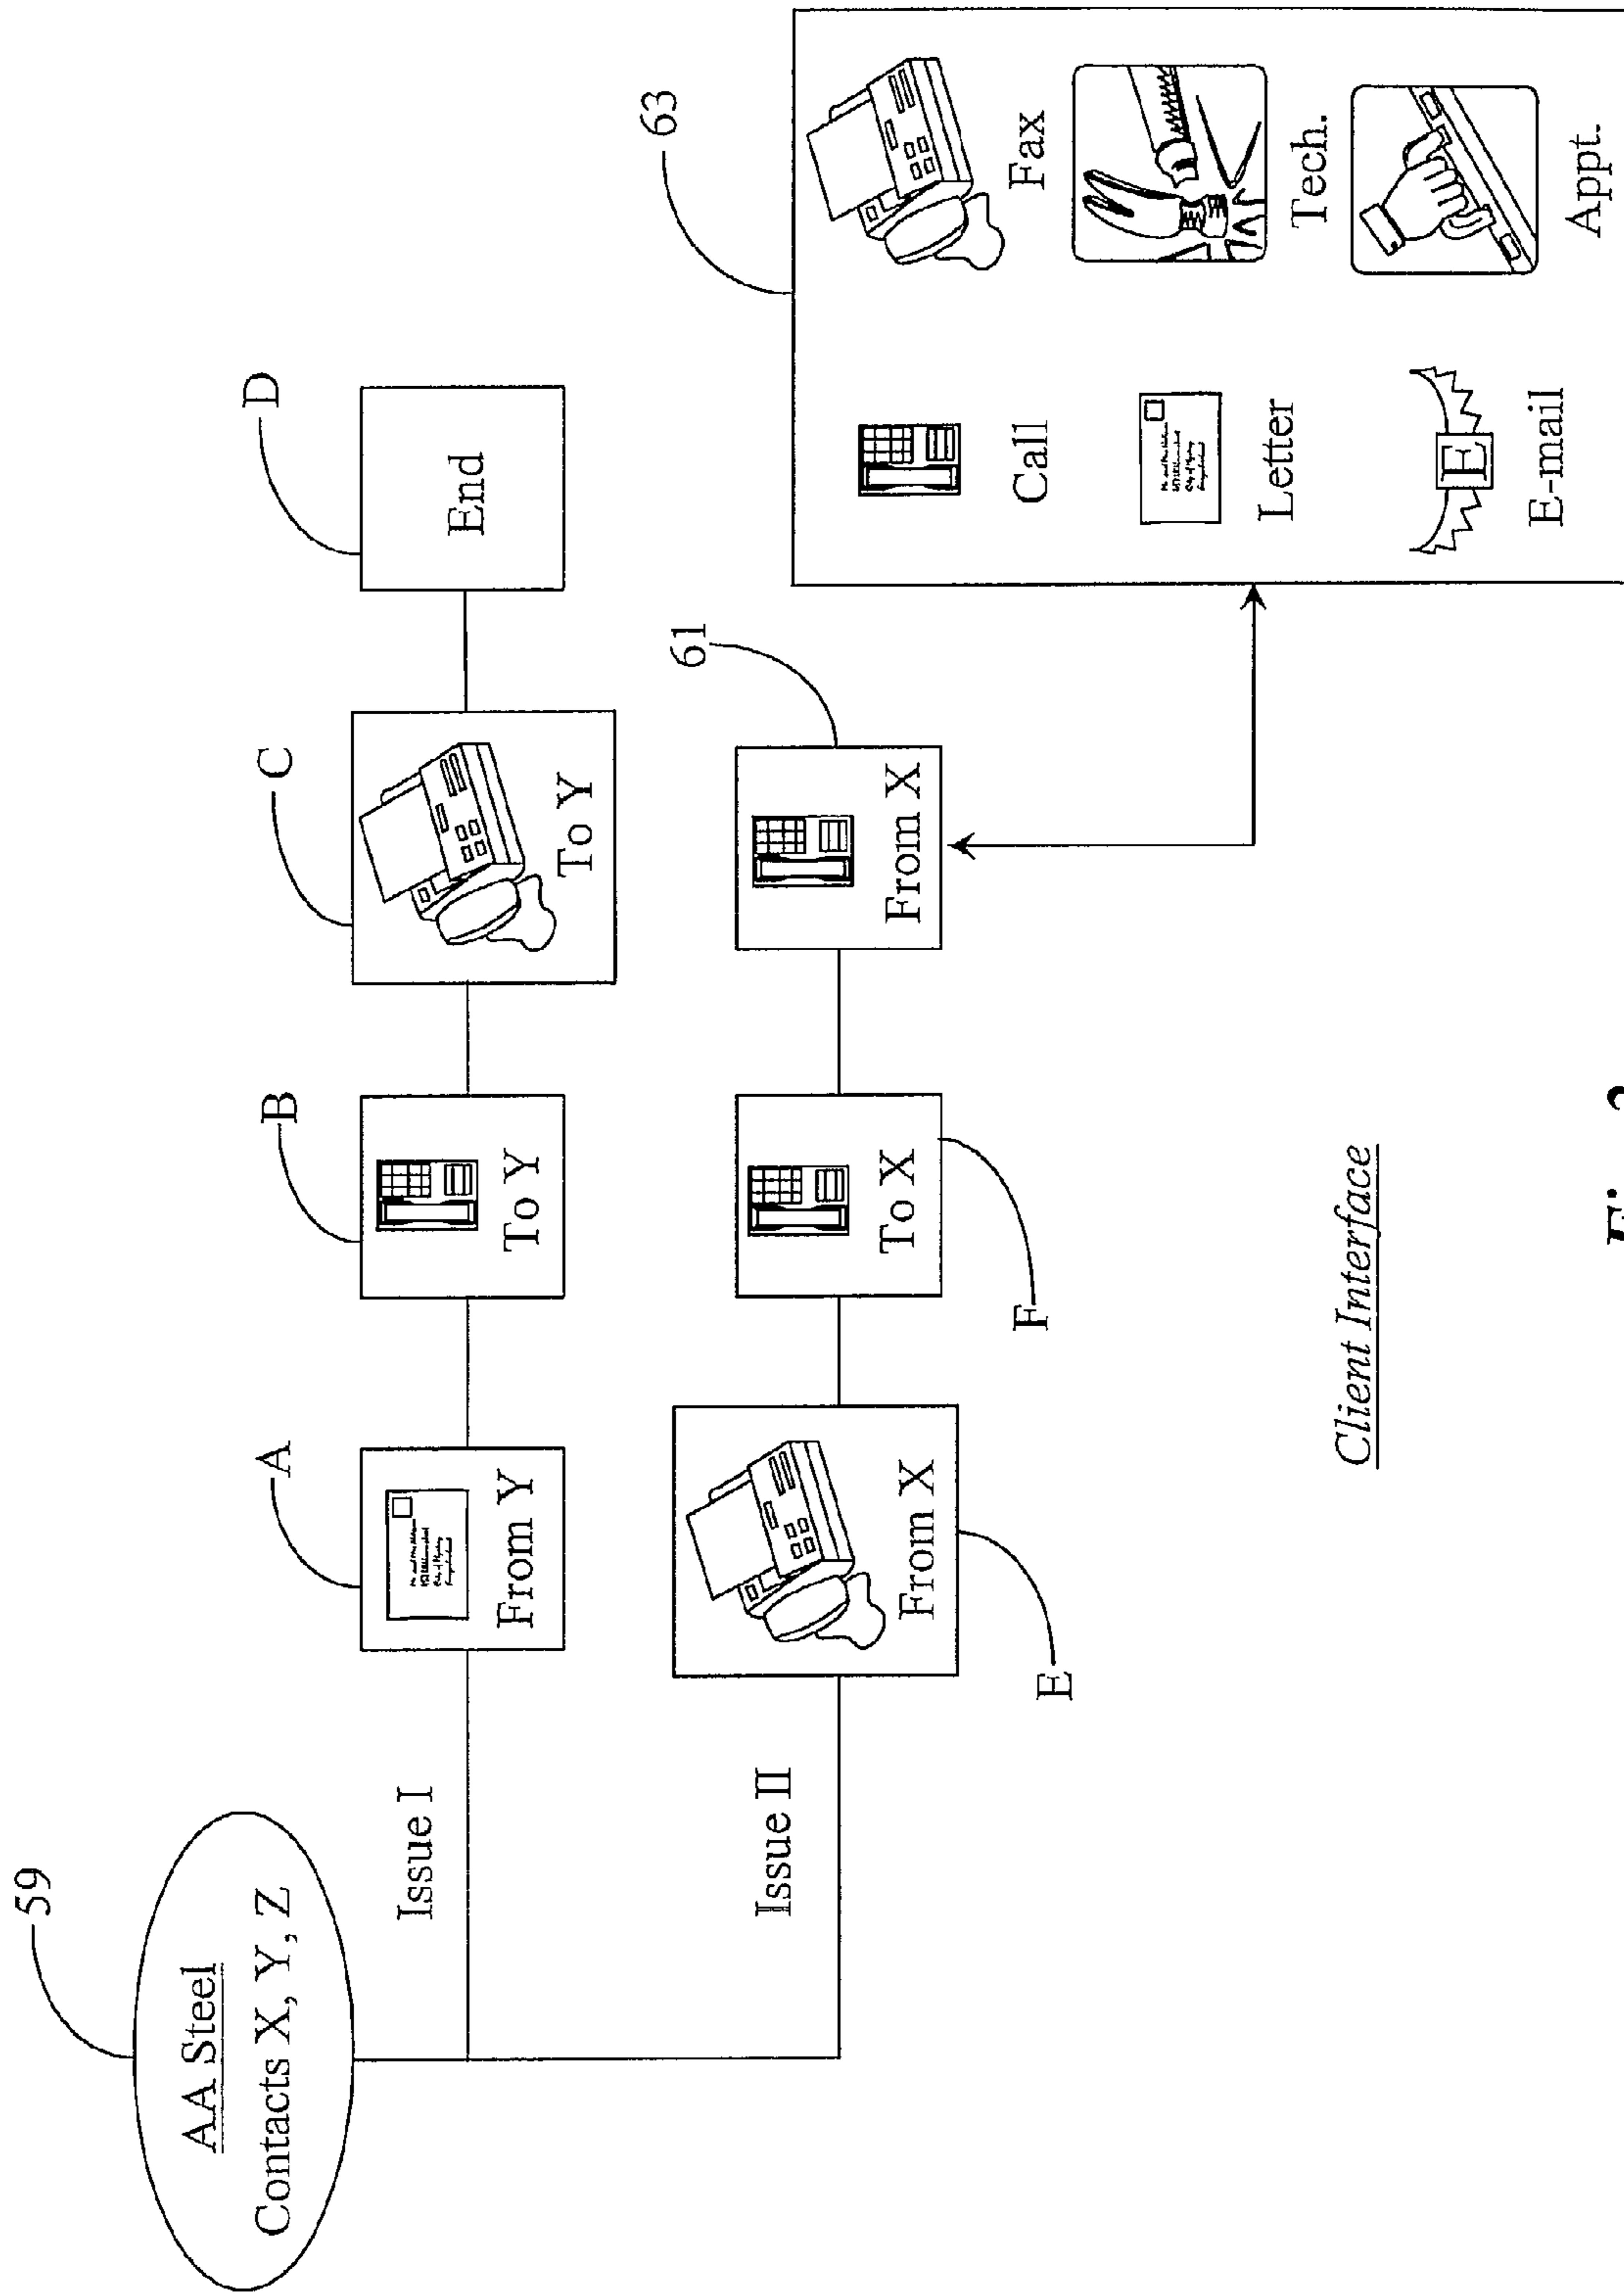 59
AA Steel
Contacts X, Y, Z
Issue I
A
From Y
B
To Y
C
To Y
D
End
Issue II
E
From X
F
To X
61
From X
63
Call
Fax
Letter
Tech.
E
E-mail
Appt.
Client Interface